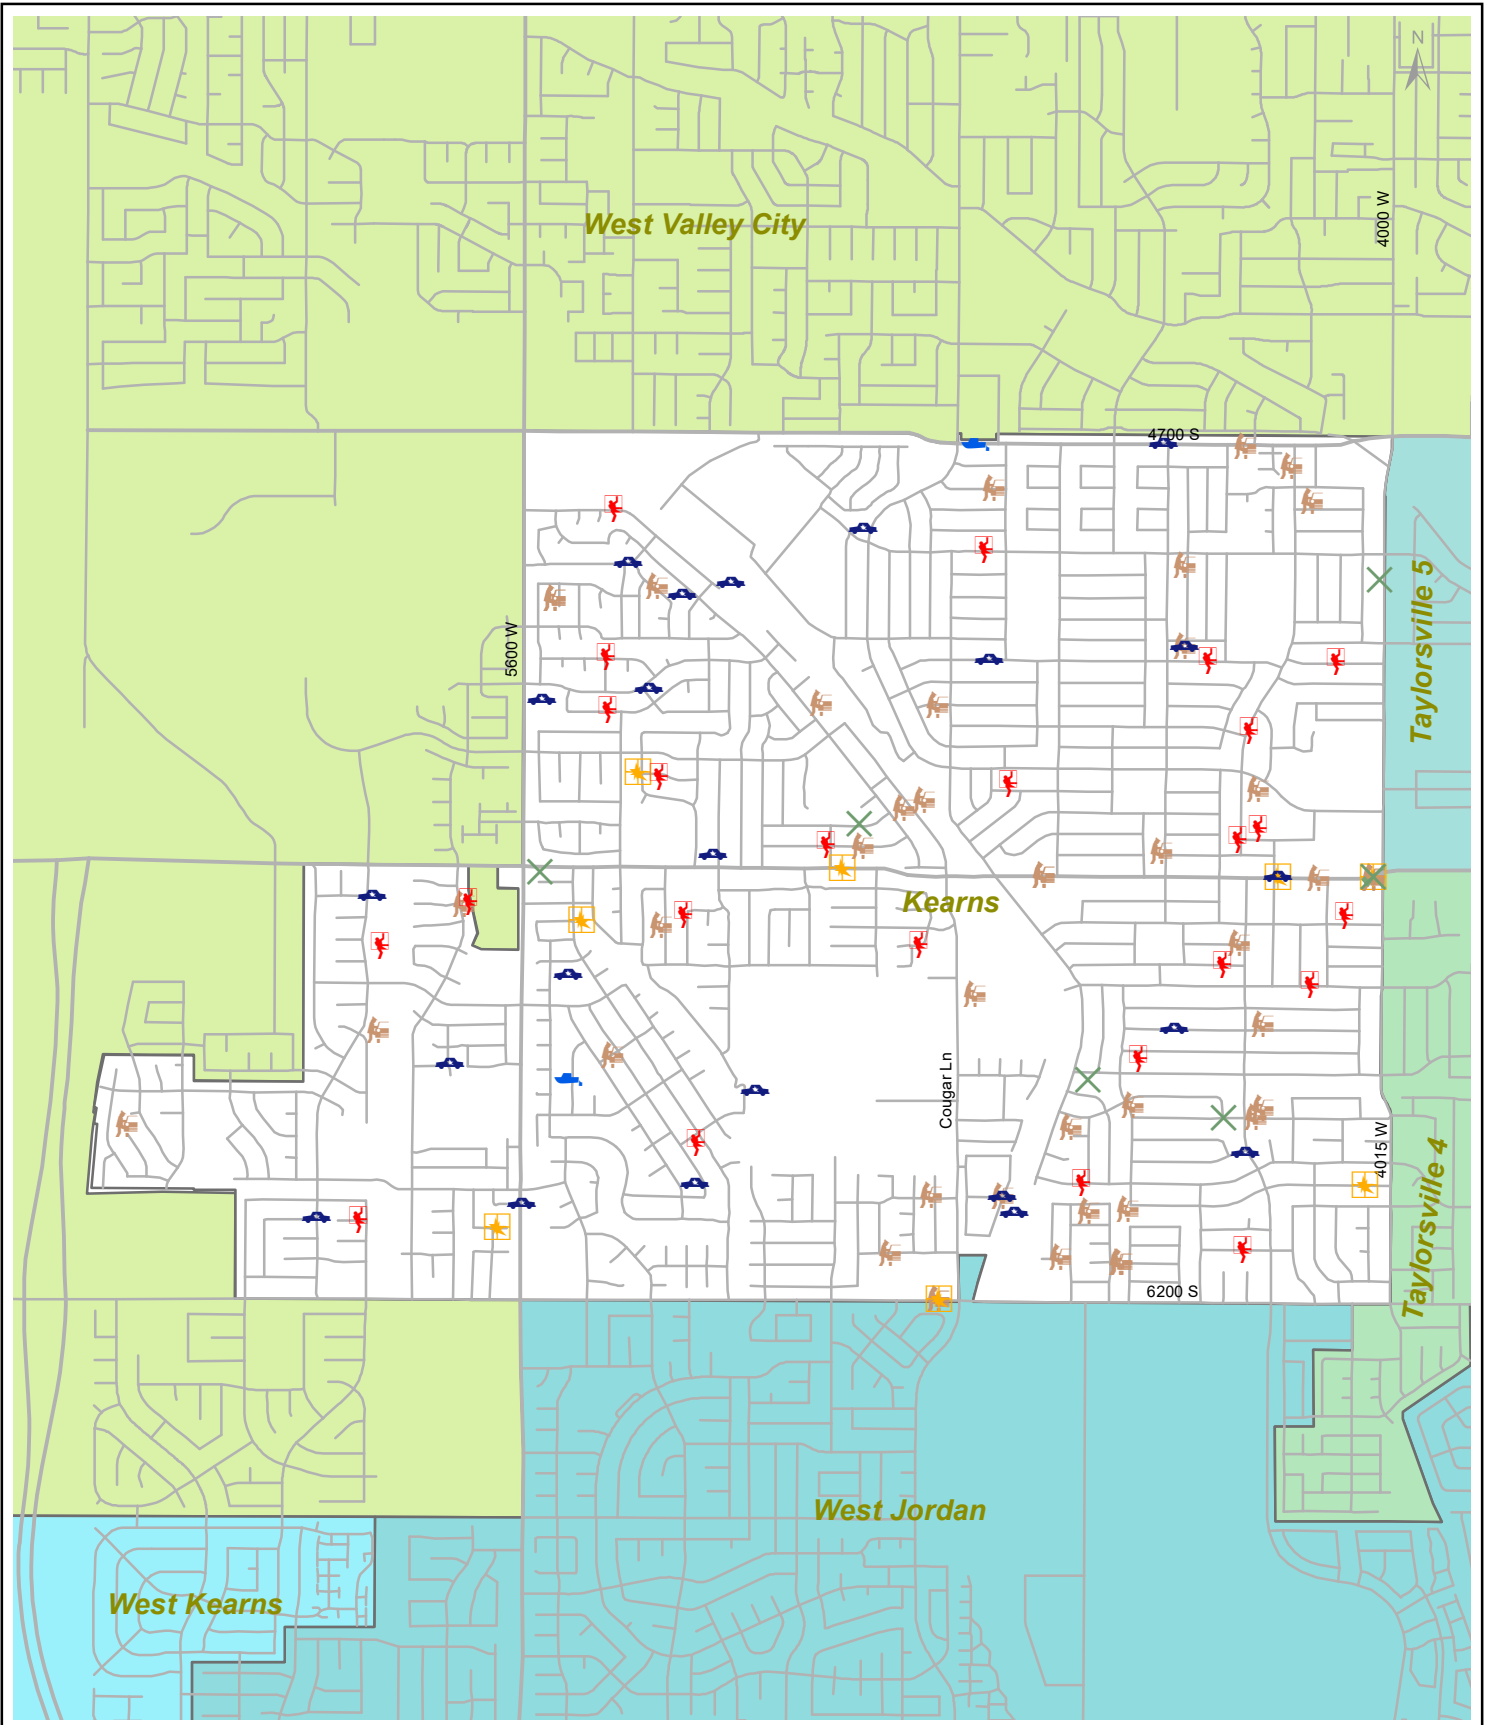 N
4000 W
West Valley City
4700 S
Taylorsville 5
5600 W
Kearns
Cougar Ln
4015 W
Taylorsville 4
6200 S
West Jordan
West Kearns